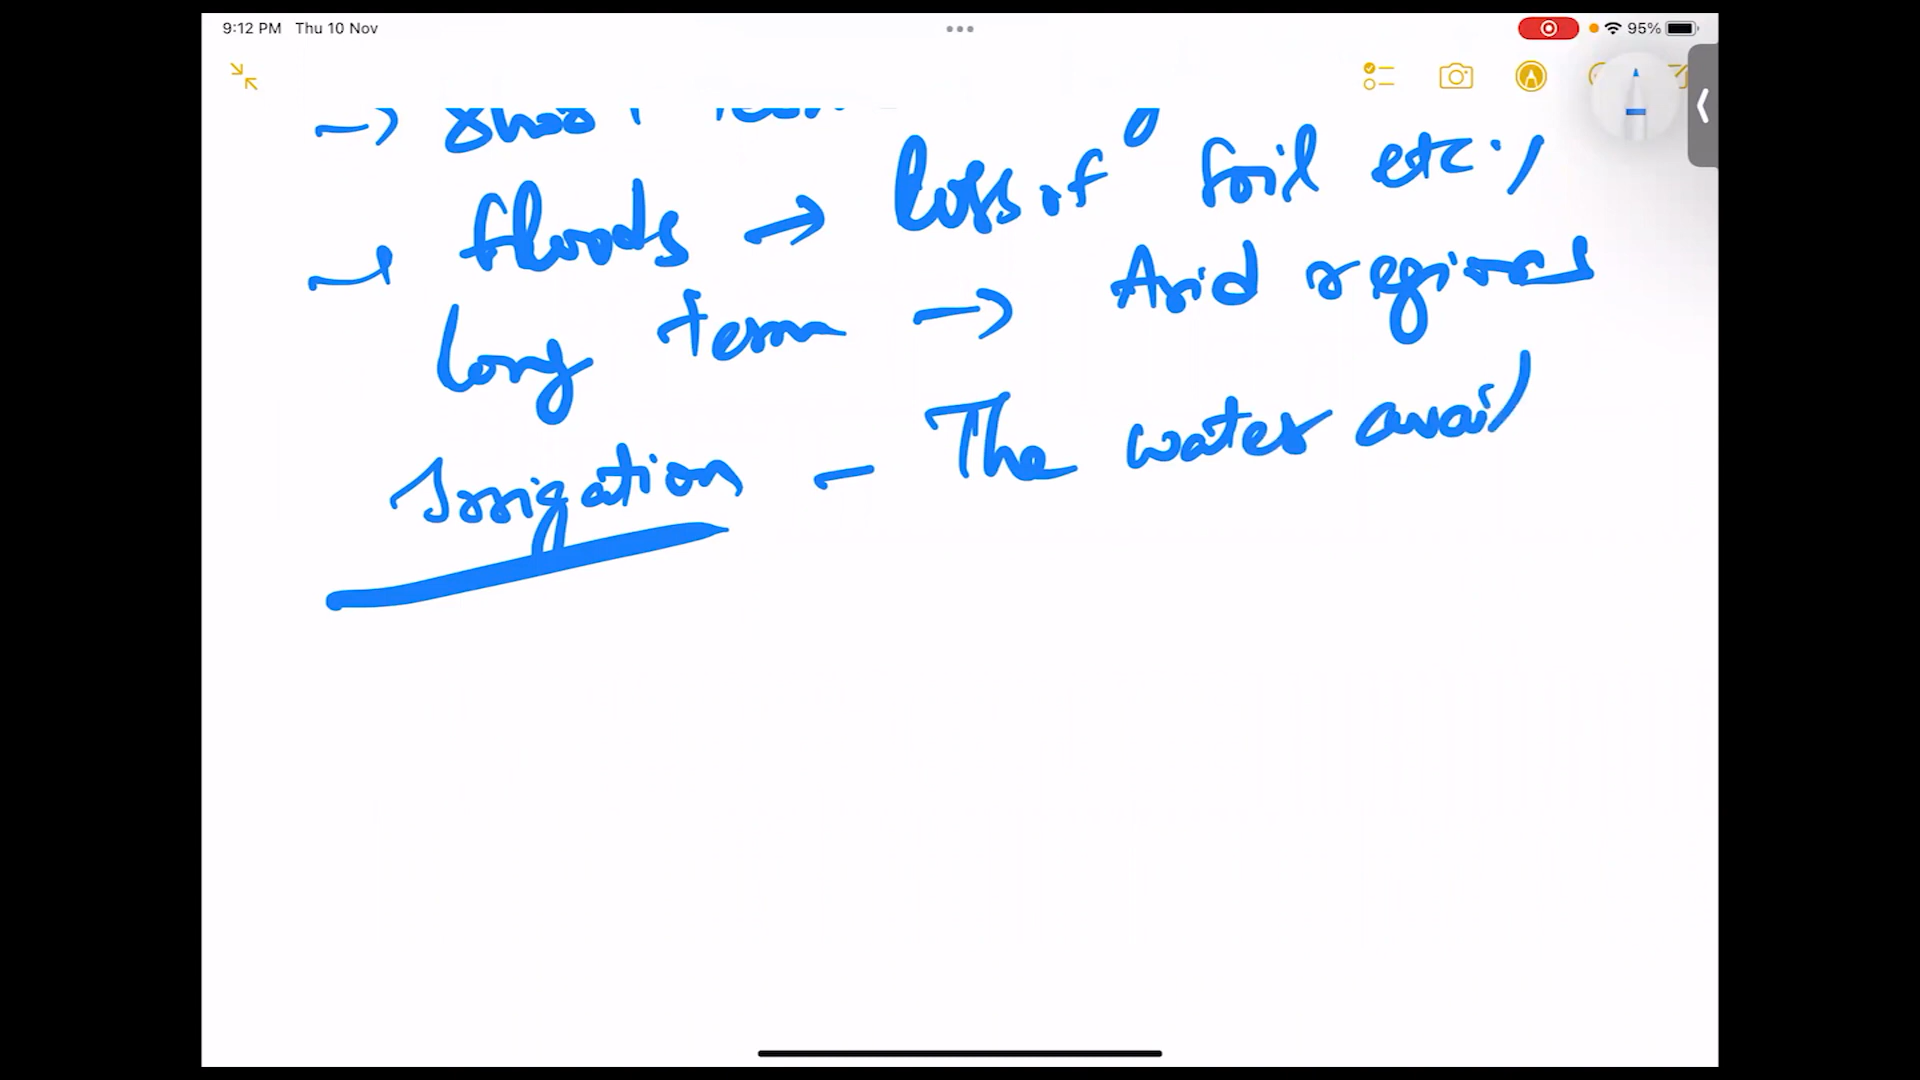 9:12 PM Thu 10 Nov 95%
→ Short
→ floods → loss of soil etc.,
long term → Arid regions
Irrigation - The water avail